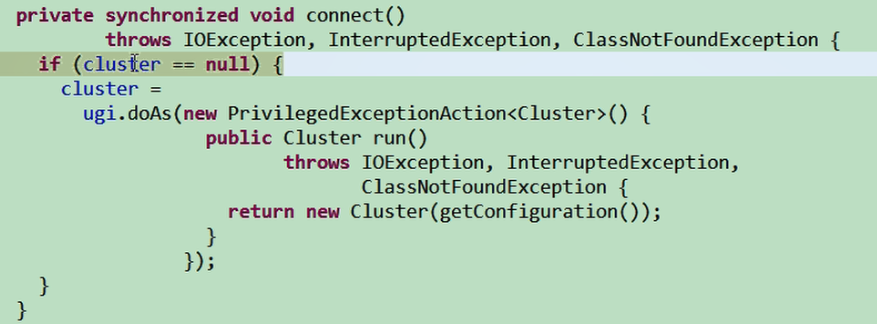 private synchronized void connect()
throws IOException, InterruptedException, ClassNotFoundException {
if (cluster == null) {
cluster =
ugi.doAs(new PrivilegedExceptionAction<Cluster>() {
public Cluster run()
throws IOException, InterruptedException,
ClassNotFoundException {
return new Cluster(getConfiguration());
}
});
}
}